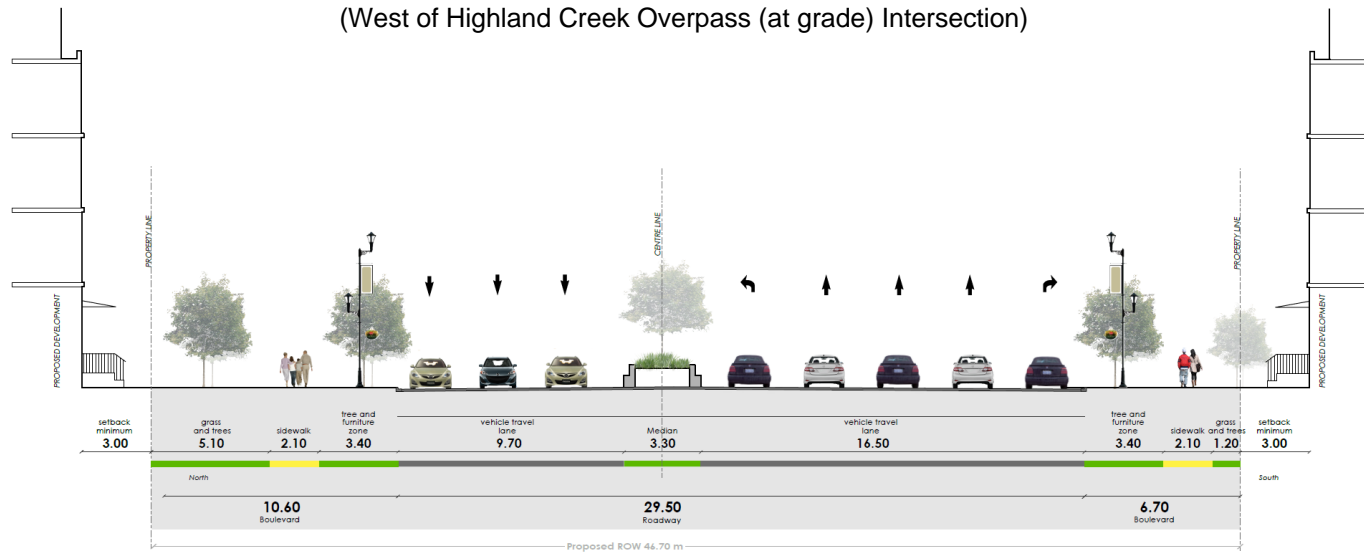 (West of Highland Creek Overpass (at grade) Intersection)
PROPERTY LINE
CENTRE LINE
PROPERTY LINE
PROPOSED DEVELOPMENT
PROPOSED DEVELOPMENT
setback
minimum
3.00
grass
and trees
5.10
sidewalk
2.10
tree and
furniture
zone
3.40
vehicle travel
lane
9.70
Median
3.30
vehicle travel
lane
16.50
tree and
furniture
zone
3.40
sidewalk
2.10
grass
and trees
1.20
setback
minimum
3.00
North
South
10.60
Boulevard
29.50
Roadway
6.70
Boulevard
Proposed ROW 46.70 m